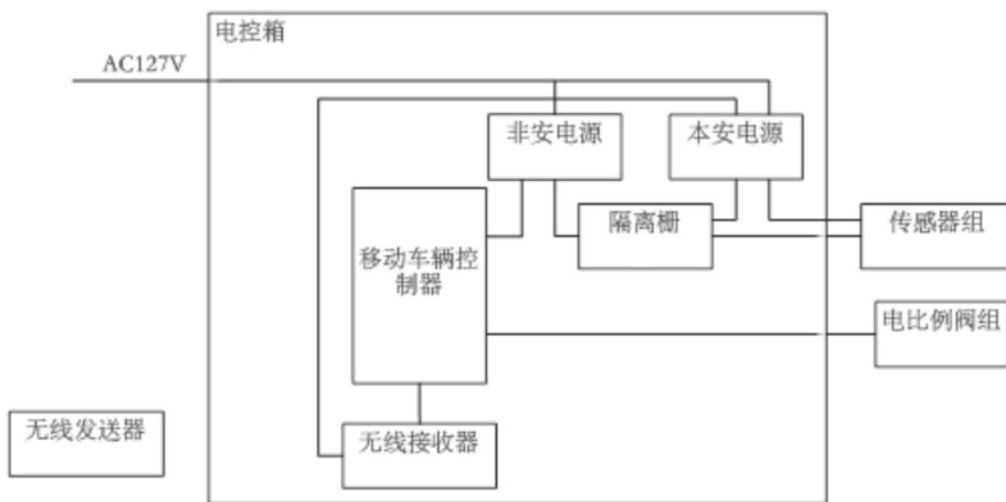 电控箱
AC127V
非安电源
本安电源
隔离栅
传感器组
移动车辆控
制器
电比例阀组
无线发送器
无线接收器